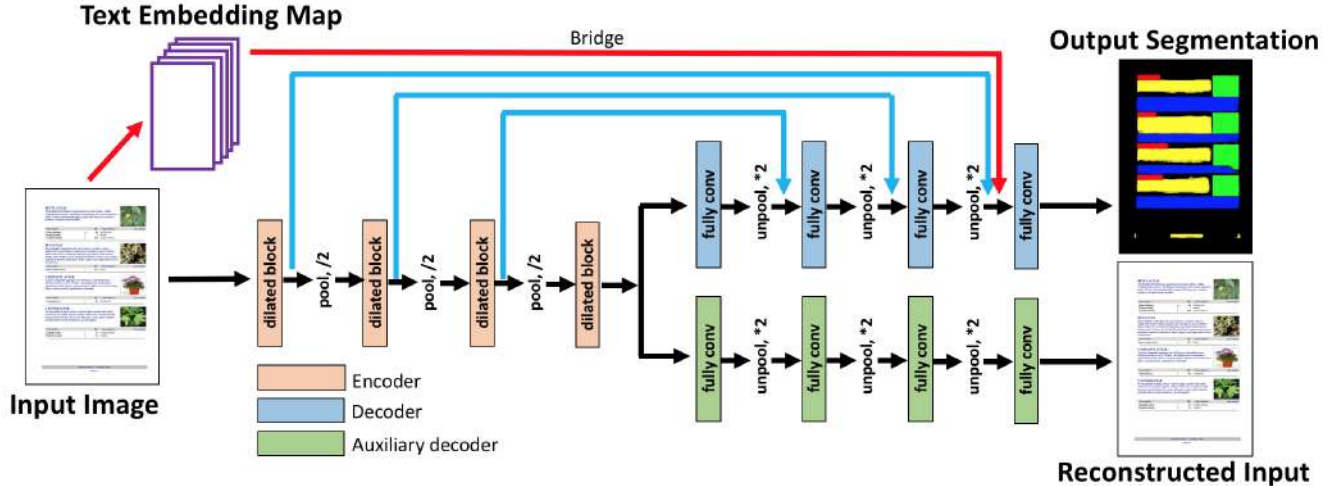 Text Embedding Map
Bridge
Output Segmentation
dilated block
pool, /2
dilated block
pool, /2
dilated block
pool, /2
dilated block
fully conv
unpool, *2
fully conv
unpool, *2
fully conv
unpool, *2
fully conv
fully conv
unpool, *2
fully conv
unpool, *2
fully conv
unpool, *2
fully conv
Encoder
Decoder
Auxiliary decoder
Input Image
Reconstructed Input